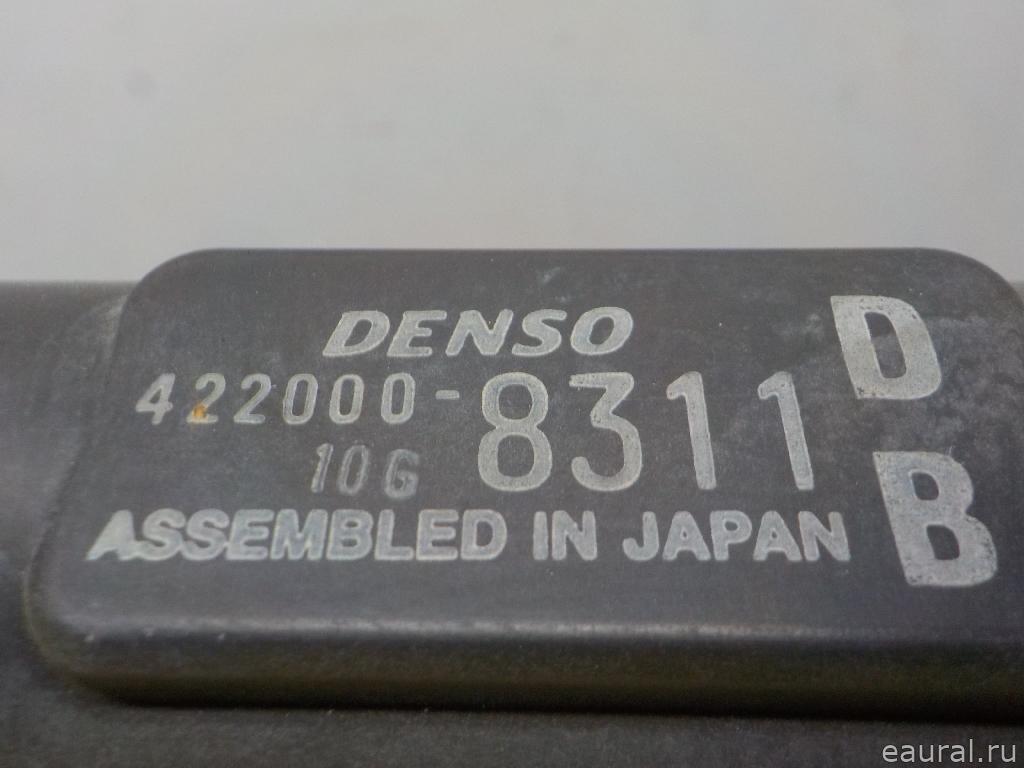 DENSO
422000-8311
10G
ASSEMBLED IN JAPAN
D
B
eaural.ru